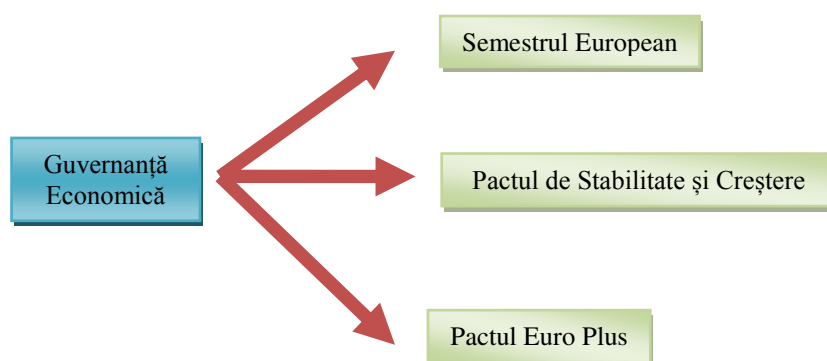 Semestrul European
Guvernanță
Economică
Pactul de Stabilitate și Creștere
Pactul Euro Plus